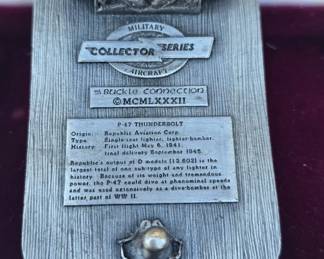 MILITARY
COLLECTOR SERIES
AIRCRAFT
Buckle Connection
©MCMLXXXII
P-47 THUNDERBOLT
Origin: Republic Aviation Corp.
Type: Single-seat fighter, fighter-bomber.
History: First flight May 6, 1941.
final delivery September 1945.
Republic's output of D models (12,602) is the
largest total of one sub-type of any fighter in
history. Because of its weight and tremendous
power, the P-47 could dive at phenomenal speeds
and was used extensively as a dive-bomber at the
latter part of WW II.